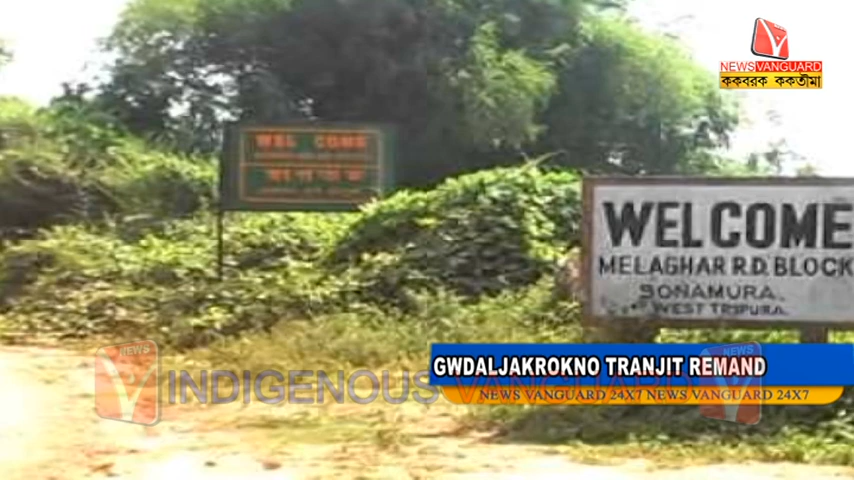 NEWSVANGUARD
ককবরক ককতীমা
WEL COME
WELCOME
MELAGHAR R.D. BLOCK
SONAMURA.
WEST TRIPURA.
GWDALJAKROKNO TRANJIT REMAND
INDIGENOUS VANGUARD
NEWS VANGUARD 24X7 NEWS VANGUARD 24X7